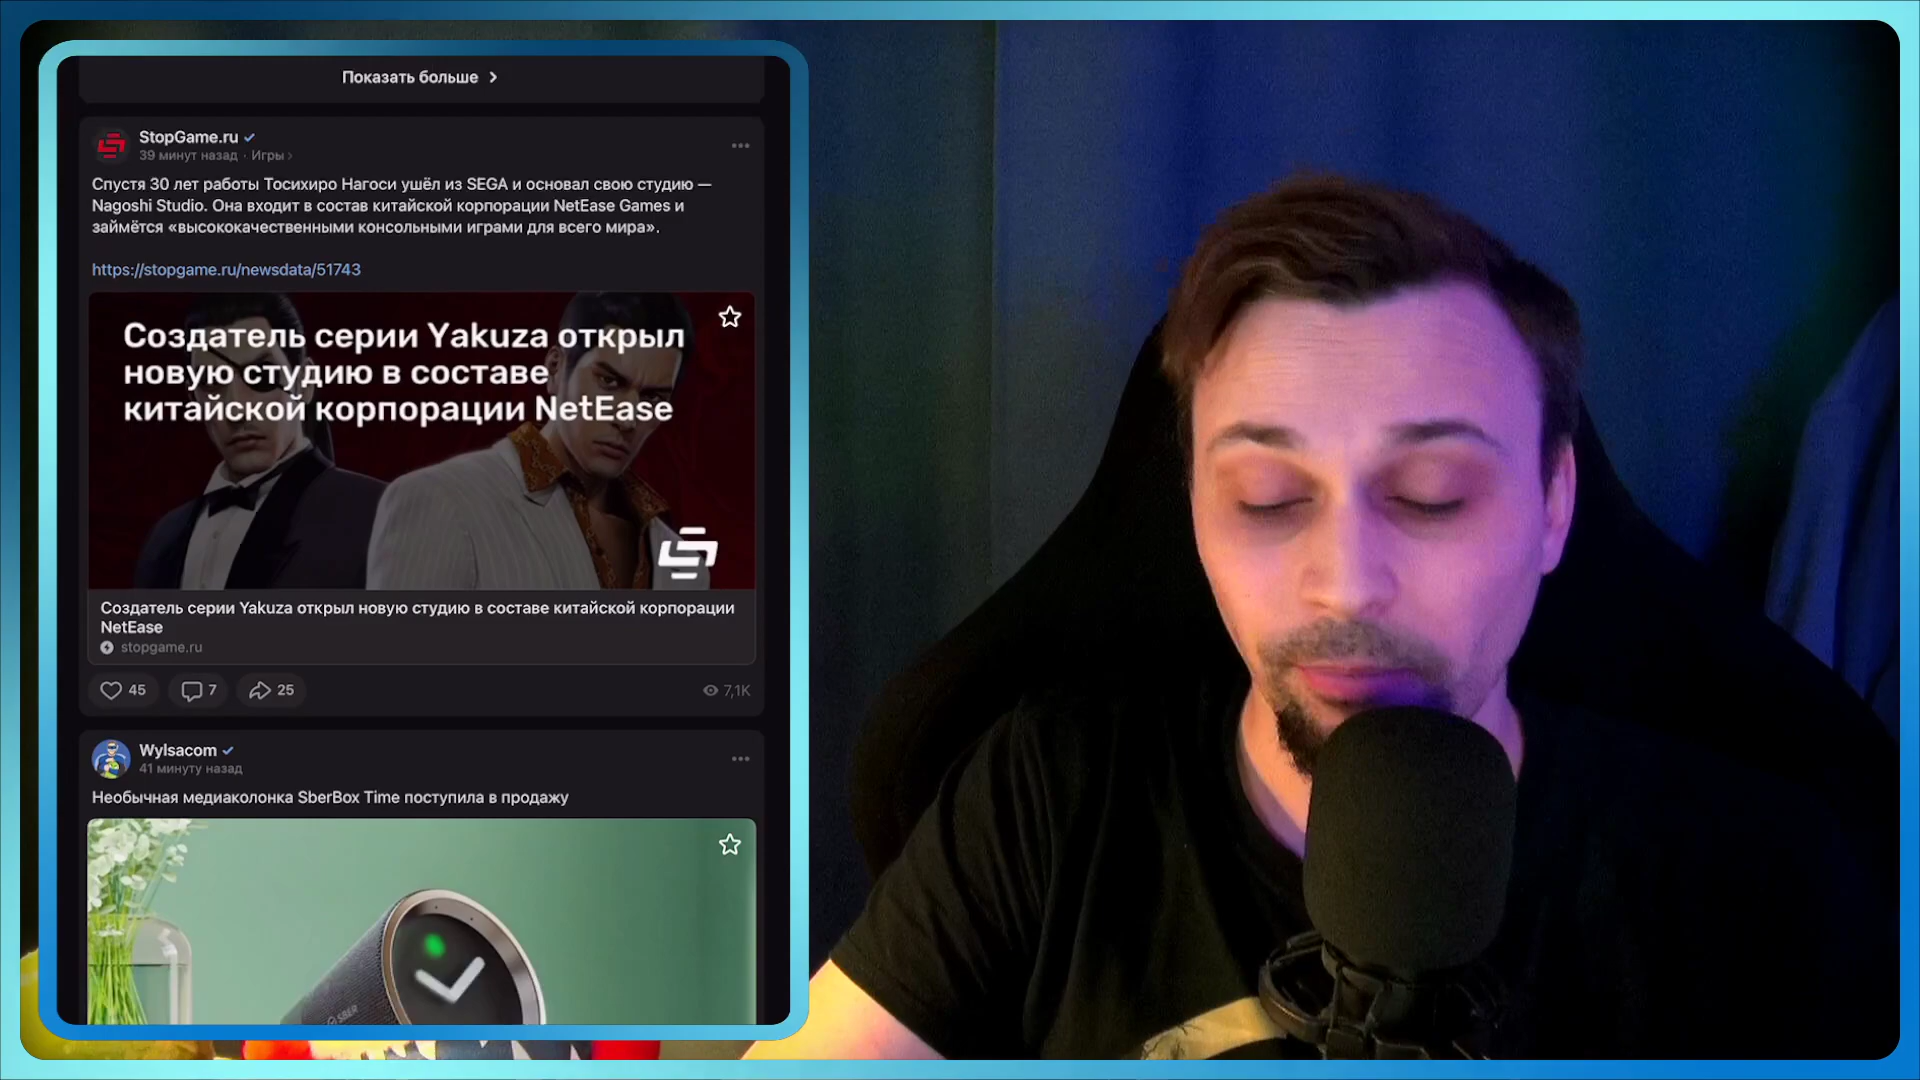 Показать больше
StopGame.ru
39 минут назад · Игры
Спустя 30 лет работы Тосихиро Нагоси ушёл из SEGA и основал свою студию —
Nagoshi Studio. Она входит в состав китайской корпорации NetEase Games и
займётся «высококачественными консольными играми для всего мира».
https://stopgame.ru/newsdata/51743
Создатель серии Yakuza открыл
новую студию в составе
китайской корпорации NetEase
Создатель серии Yakuza открыл новую студию в составе китайской корпорации
NetEase
stopgame.ru
45 7 25 7,1K
Wylsacom
41 минуту назад
Необычная медиаколонка SberBox Time поступила в продажу
SBER